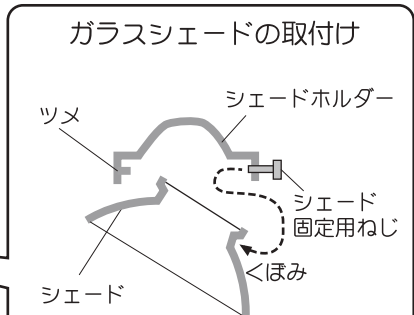 ガラスシェードの取付け
シェードホルダー
ツメ
シェード
固定用ねじ
くぼみ
シェード